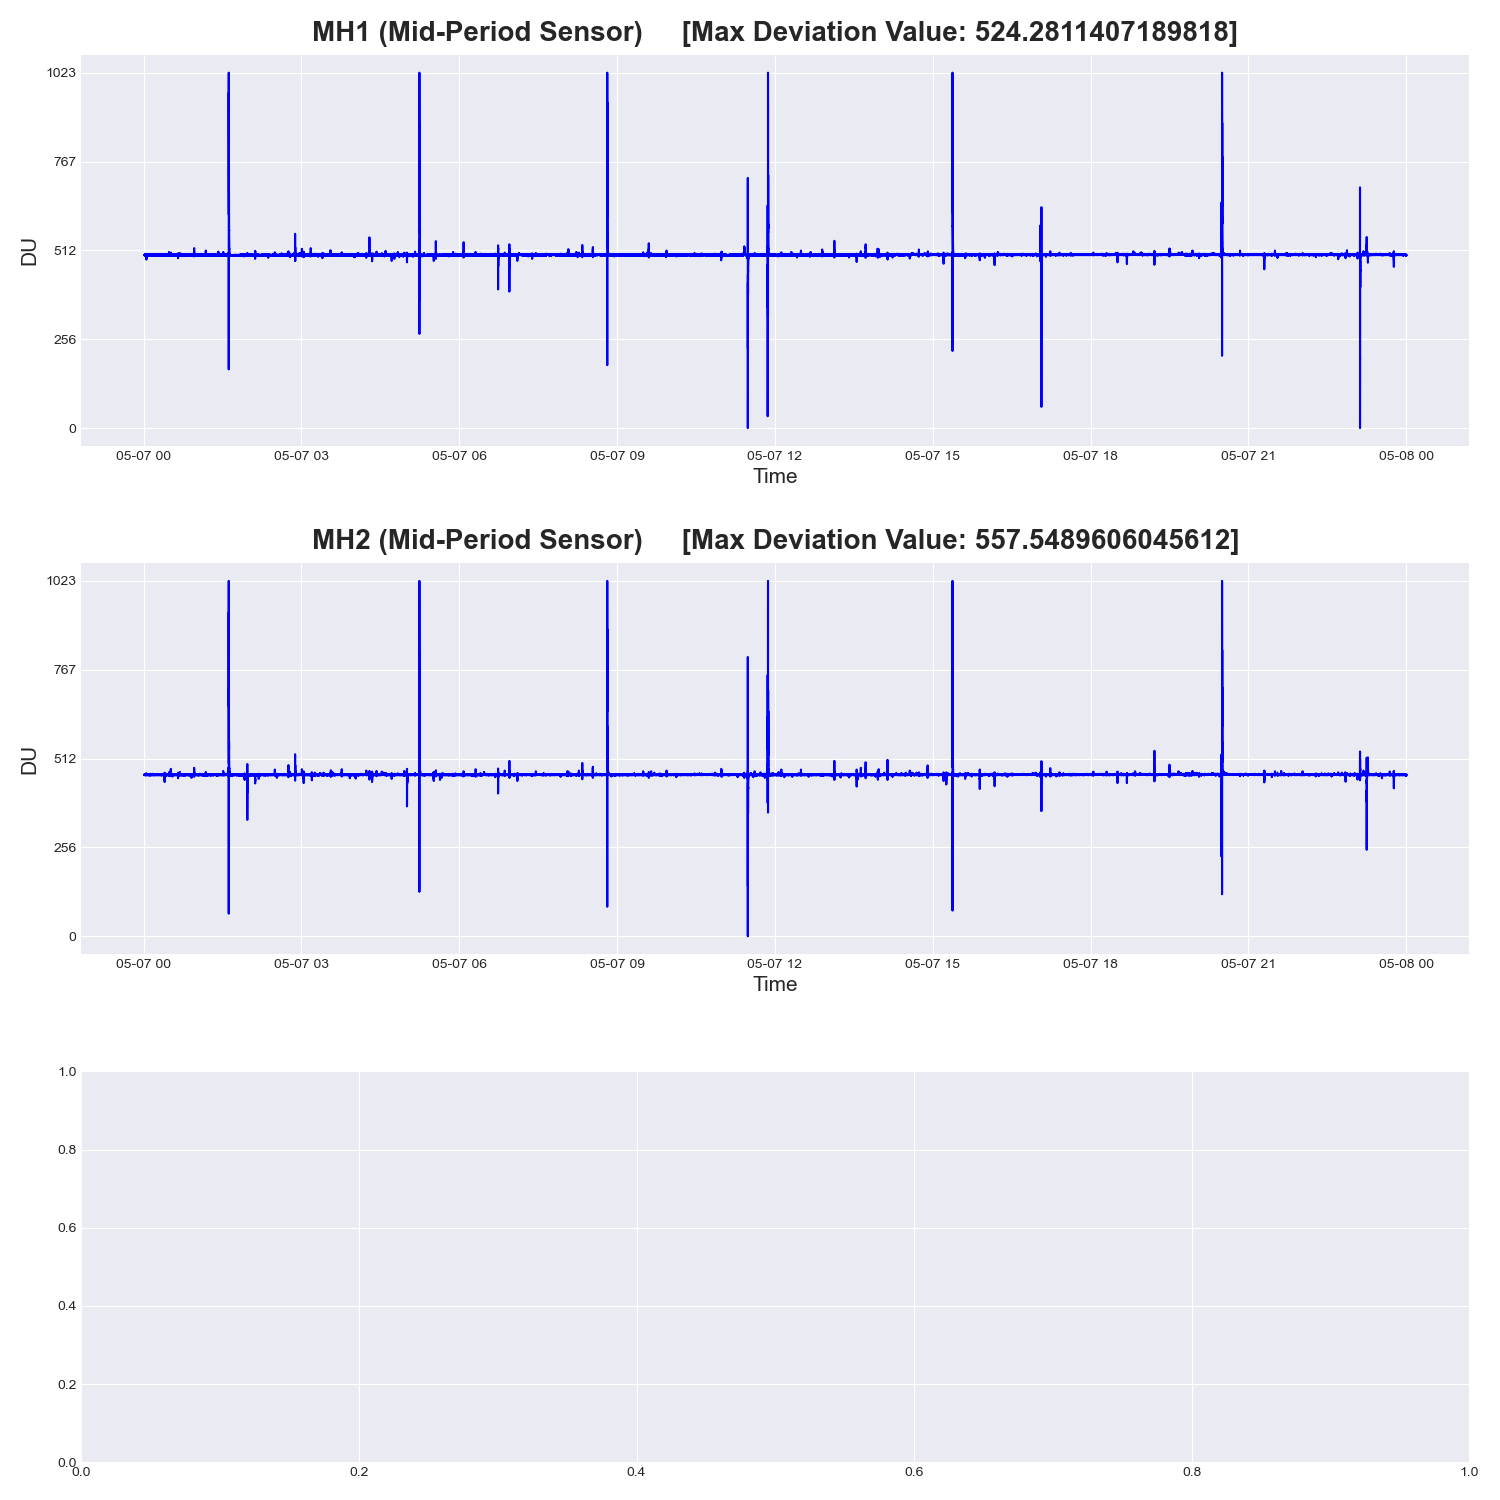 MH1 (Mid-Period Sensor) [Max Deviation Value: 524.2811407189818]
1023
767
512
256
0
DU
05-07 00 05-07 03 05-07 06 05-07 09 05-07 12 05-07 15 05-07 18 05-07 21 05-08 00
Time
MH2 (Mid-Period Sensor) [Max Deviation Value: 557.5489606045612]
1023
767
512
256
0
DU
05-07 00 05-07 03 05-07 06 05-07 09 05-07 12 05-07 15 05-07 18 05-07 21 05-08 00
Time
1.0
0.8
0.6
0.4
0.2
0.0
0.0 0.2 0.4 0.6 0.8 1.0